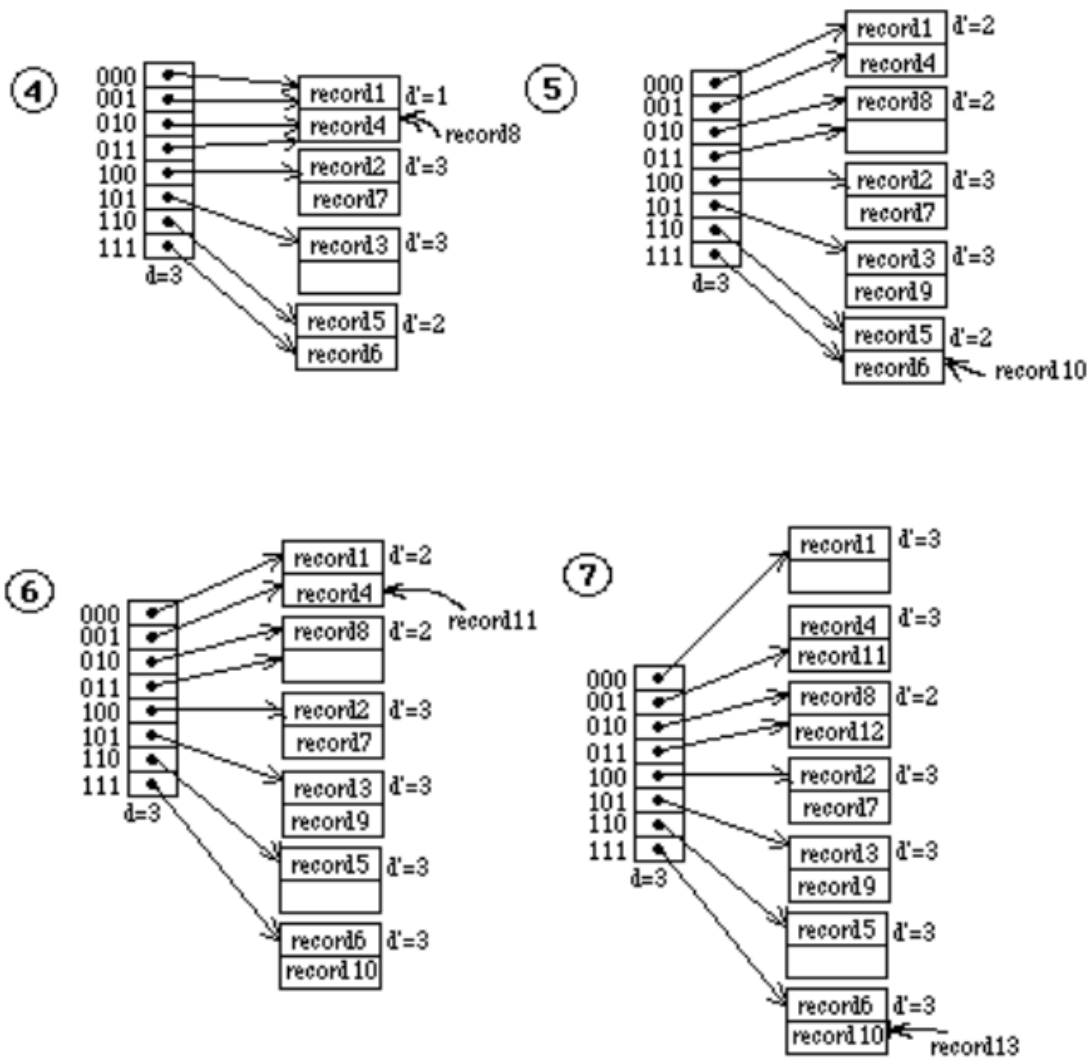 4
000
001
010
011
100
101
110
111
d=3
record1 d'=1
record4
record8
record2 d'=3
record7
record3 d'=3
record5 d'=2
record6
5
000
001
010
011
100
101
110
111
d=3
record1 d'=2
record4
record8 d'=2
record2 d'=3
record7
record3 d'=3
record9
record5 d'=2
record6
record10
6
000
001
010
011
100
101
110
111
d=3
record1 d'=2
record4
record11
record8 d'=2
record2 d'=3
record7
record3 d'=3
record9
record5 d'=3
record6 d'=3
record10
7
000
001
010
011
100
101
110
111
d=3
record1 d'=3
record4 d'=3
record11
record8 d'=2
record12
record2 d'=3
record7
record3 d'=3
record9
record5 d'=3
record6 d'=3
record10
record13